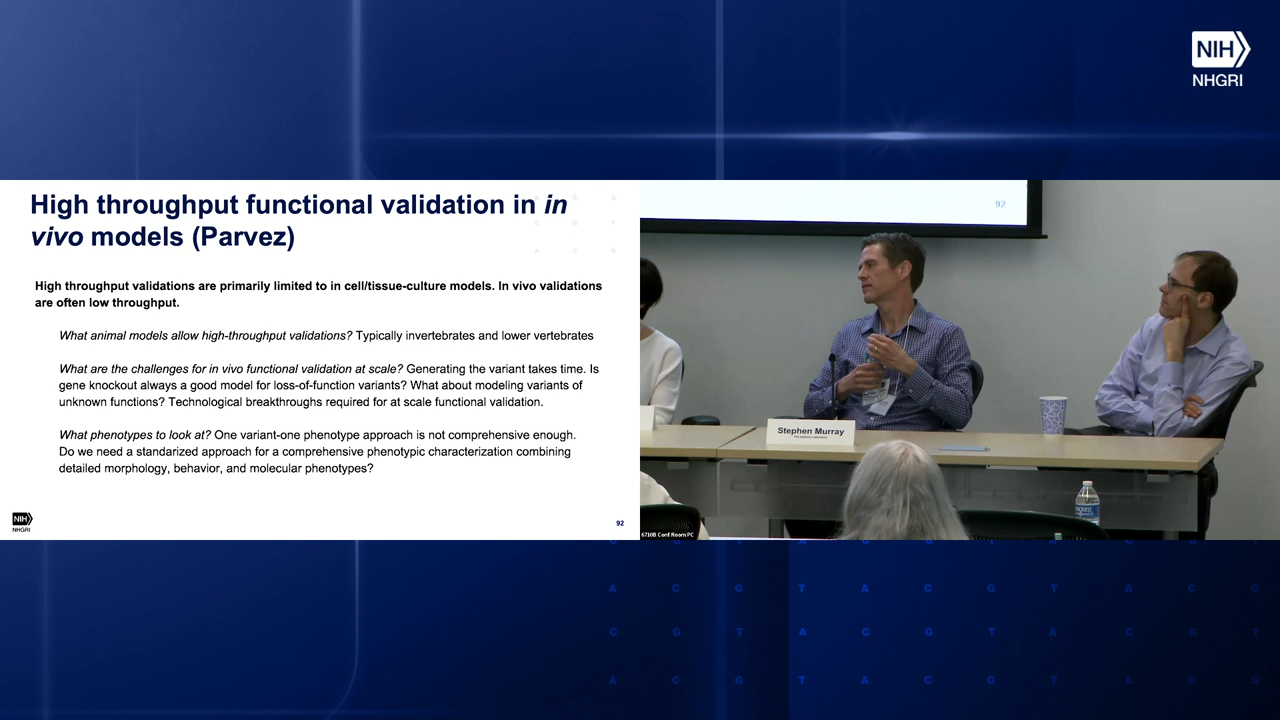 NIH
NHGRI
High throughput functional validation in in
vivo models (Parvez)
High throughput validations are primarily limited to in cell/tissue-culture models. In vivo validations
are often low throughput.
What animal models allow high-throughput validations? Typically invertebrates and lower vertebrates
What are the challenges for in vivo functional validation at scale? Generating the variant takes time. Is
gene knockout always a good model for loss-of-function variants? What about modeling variants of
unknown functions? Technological breakthroughs required for at scale functional validation.
What phenotypes to look at? One variant-one phenotype approach is not comprehensive enough.
Do we need a standarized approach for a comprehensive phenotypic characterization combining
detailed morphology, behavior, and molecular phenotypes?
NIH
NHGRI
92
92
Stephen Murray
6710B Conf Room PC
A C G T A C G T A C G
C G T A C G T A C G T
A C G T A C G T A C G